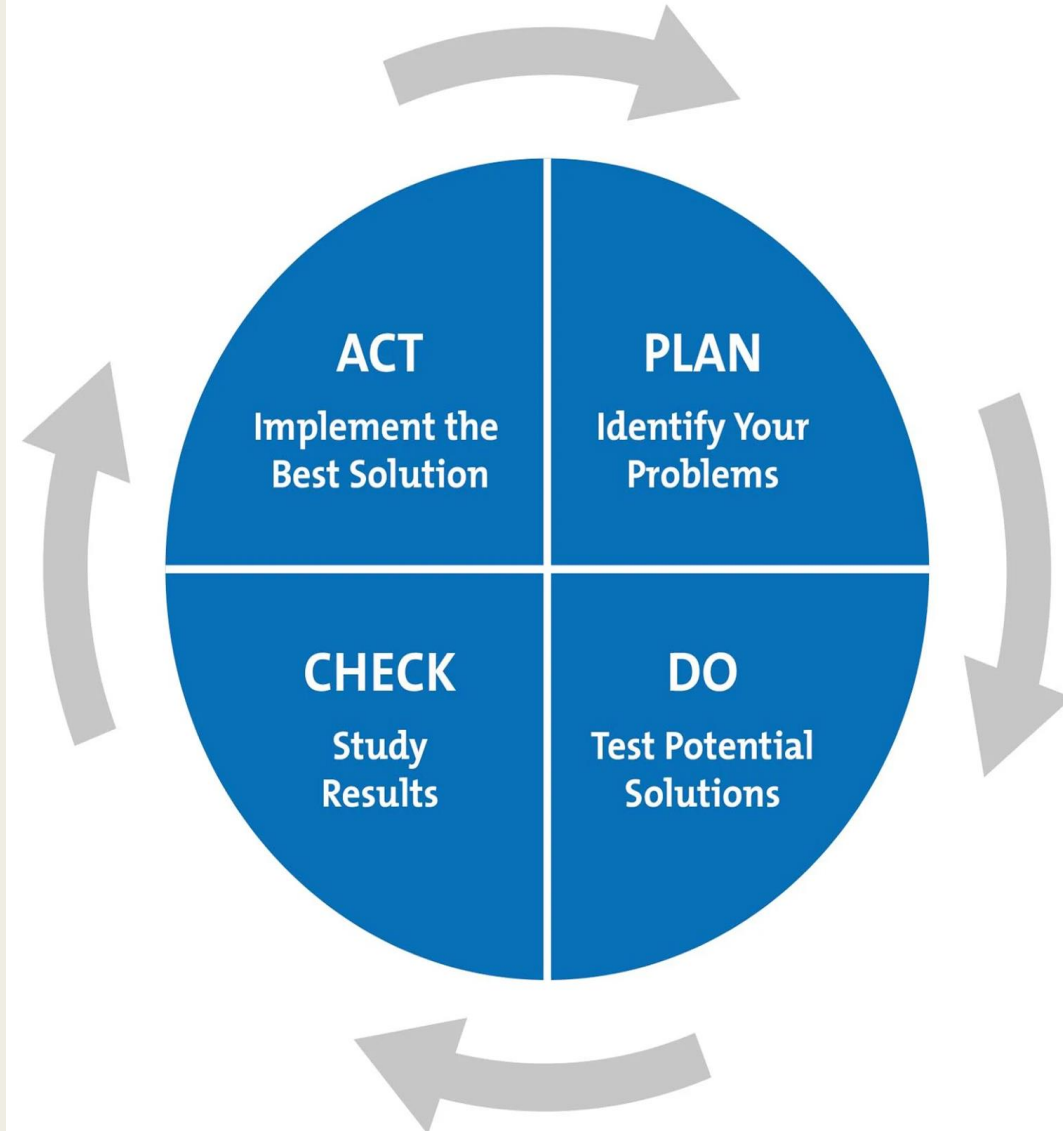 ACT
Implement the
Best Solution
PLAN
Identify Your
Problems
CHECK
Study
Results
DO
Test Potential
Solutions